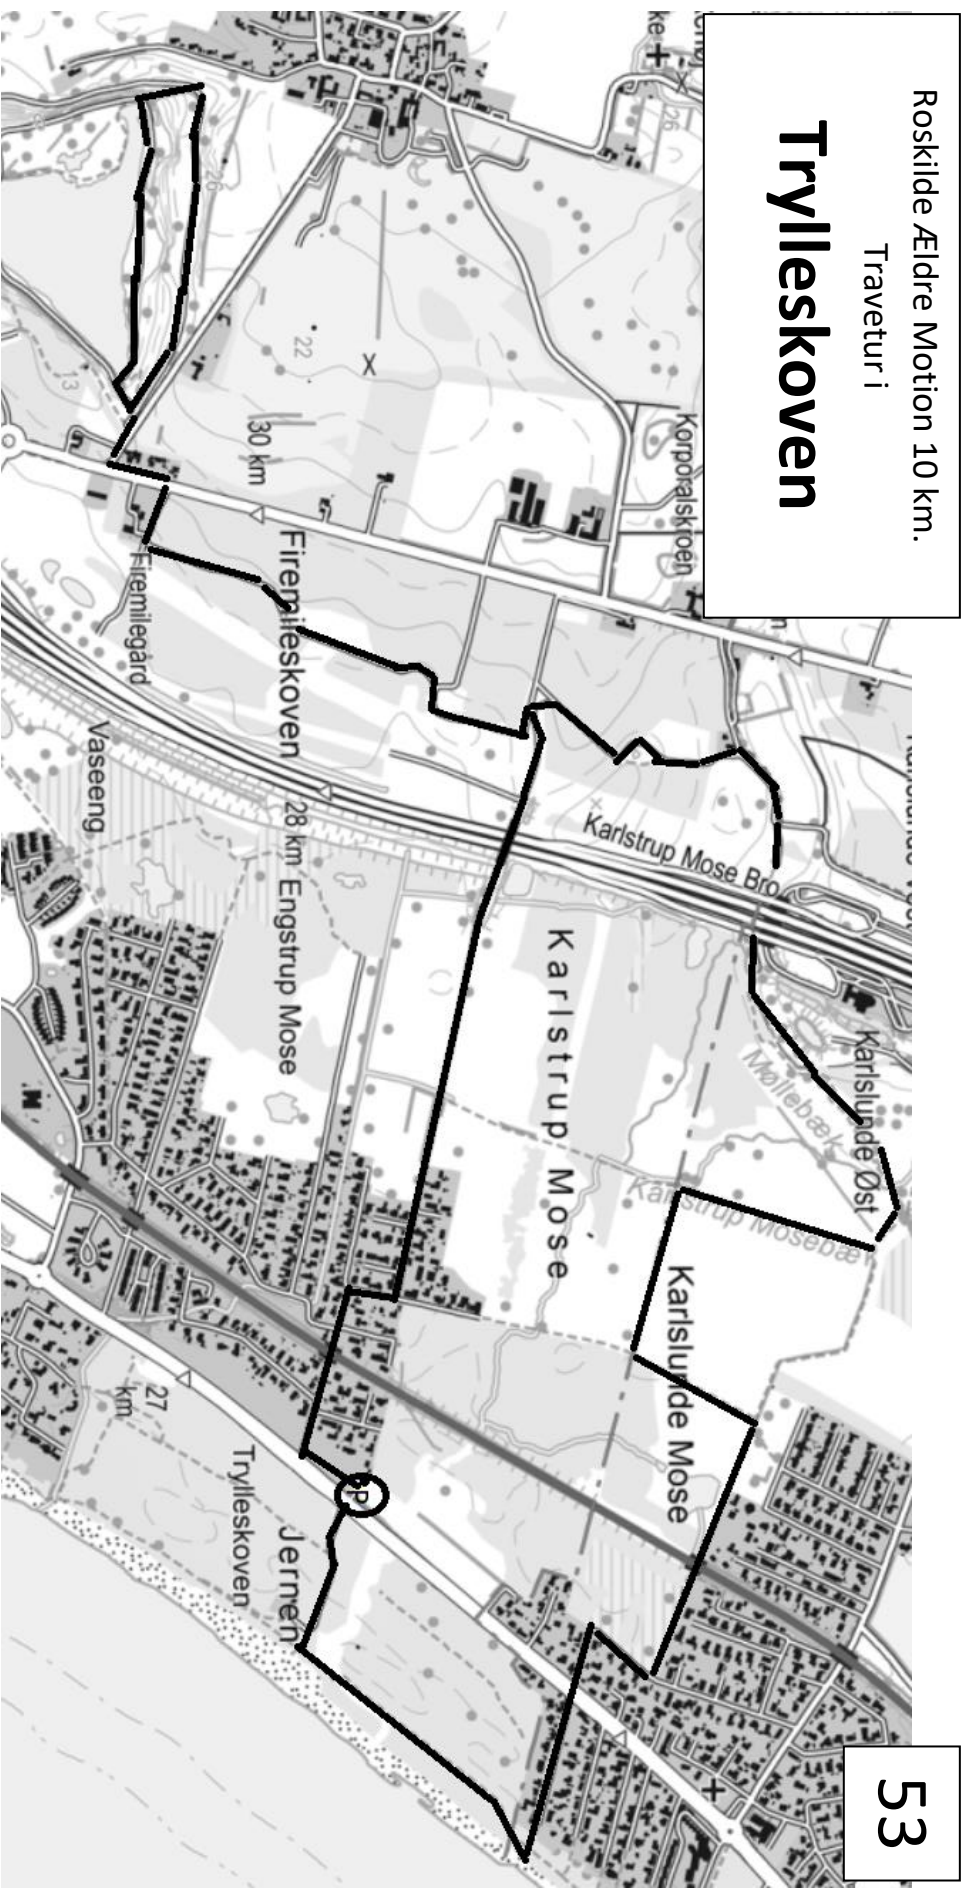 Roskilde Ældre Motion 10 km.
Travetur i
Trylleskoven
53
26
Korporalskroen
X
22
X
30 km
26
13
Firemileskoven
Firemilegård
Karlstrup Mose Bro
Vaseeng
28 km
Engstrup Mose
Karlstrup Mose
Karlslunde Øst
Møllebæk
Karlstrup Mosebæk
Karlslunde Mose
P
27
km
Trylleskoven
Jernen